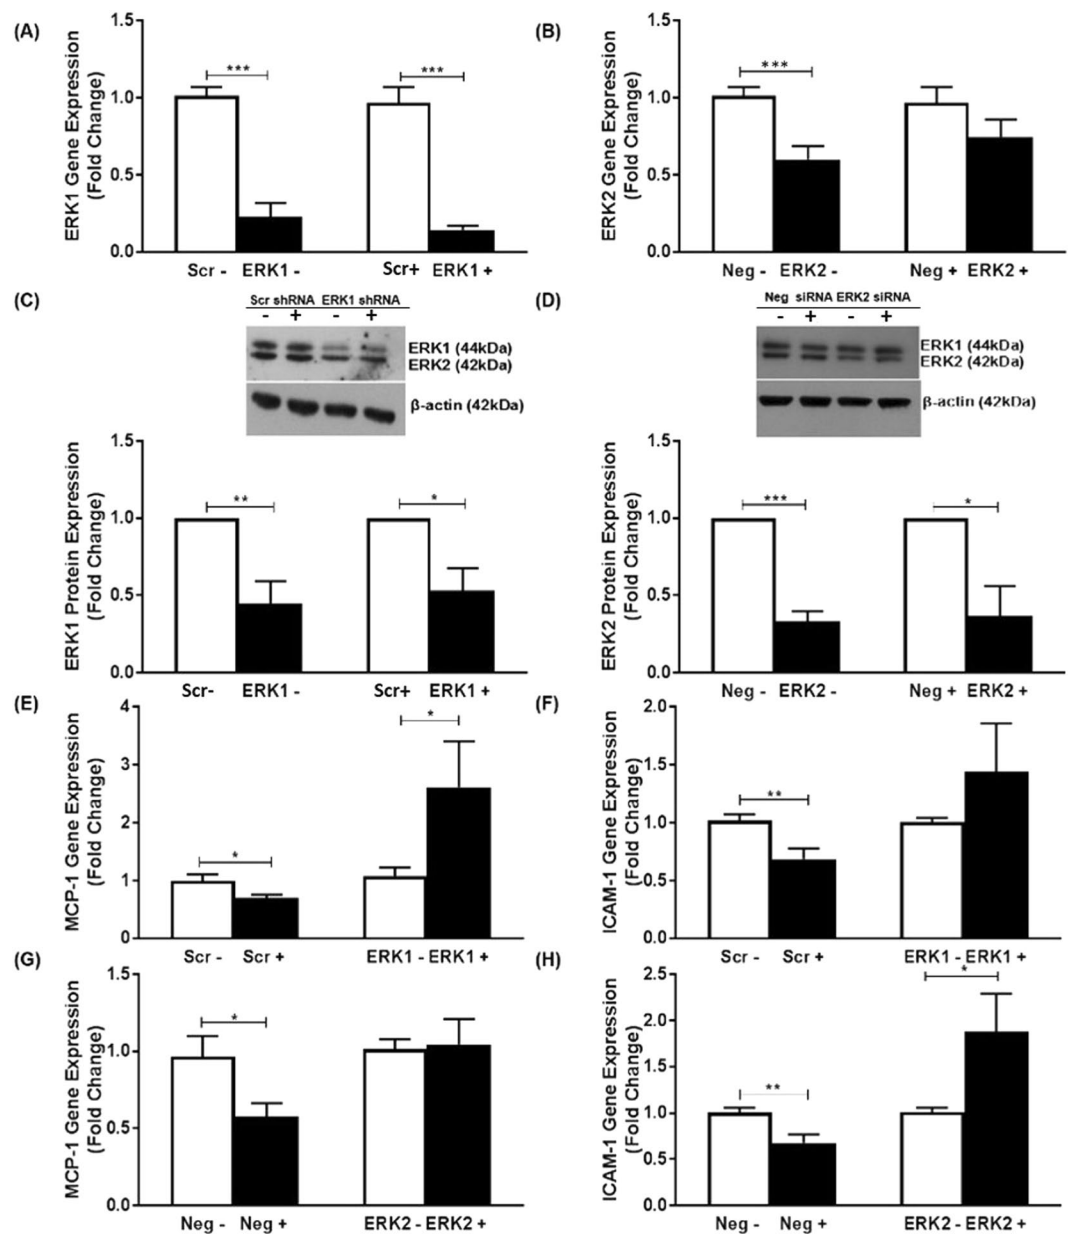 (A)
ERK1 Gene Expression
(Fold Change)
1.5
1.0
0.5
0.0
***
***
Scr - ERK1 - Scr+ ERK1 +
(B)
ERK2 Gene Expression
(Fold Change)
1.5
1.0
0.5
0.0
***
Neg - ERK2 - Neg + ERK2 +
(C)
Scr shRNA ERK1 shRNA
- + - +
ERK1 (44kDa)
ERK2 (42kDa)
β-actin (42kDa)
ERK1 Protein Expression
(Fold Change)
1.5
1.0
0.5
0.0
**
*
Scr- ERK1 - Scr+ ERK1 +
(D)
Neg siRNA ERK2 siRNA
- + - +
ERK1 (44kDa)
ERK2 (42kDa)
β-actin (42kDa)
ERK2 Protein Expression
(Fold Change)
1.5
1.0
0.5
0.0
***
*
Neg - ERK2 - Neg + ERK2 +
(E)
MCP-1 Gene Expression
(Fold Change)
4
3
2
1
0
*
*
Scr - Scr + ERK1 - ERK1 +
(F)
ICAM-1 Gene Expression
(Fold Change)
2.0
1.5
1.0
0.5
0.0
**
Scr - Scr + ERK1 - ERK1 +
(G)
MCP-1 Gene Expression
(Fold Change)
1.5
1.0
0.5
0.0
*
Neg - Neg + ERK2 - ERK2 +
(H)
ICAM-1 Gene Expression
(Fold Change)
2.5
2.0
1.5
1.0
0.5
0.0
**
*
Neg - Neg + ERK2 - ERK2 +